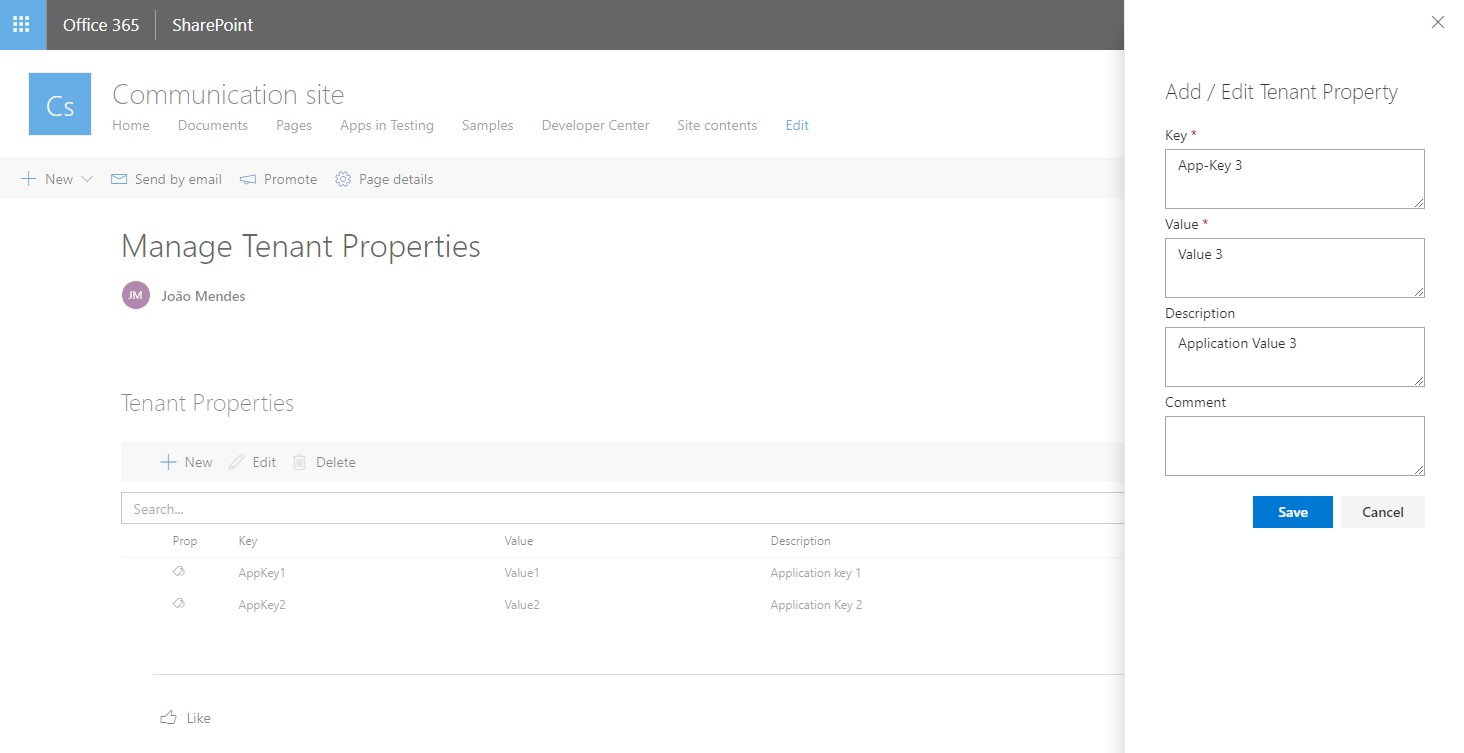 Office 365 SharePoint
Cs
Communication site
Home Documents Pages Apps in Testing Samples Developer Center Site contents Edit
New Send by email Promote Page details
Manage Tenant Properties
JM João Mendes
Tenant Properties
New Edit Delete
Search...
Prop Key Value Description
AppKey1 Value1 Application key 1
AppKey2 Value2 Application Key 2
Like
Add / Edit Tenant Property
Key *
App-Key 3
Value *
Value 3
Description
Application Value 3
Comment
Save Cancel